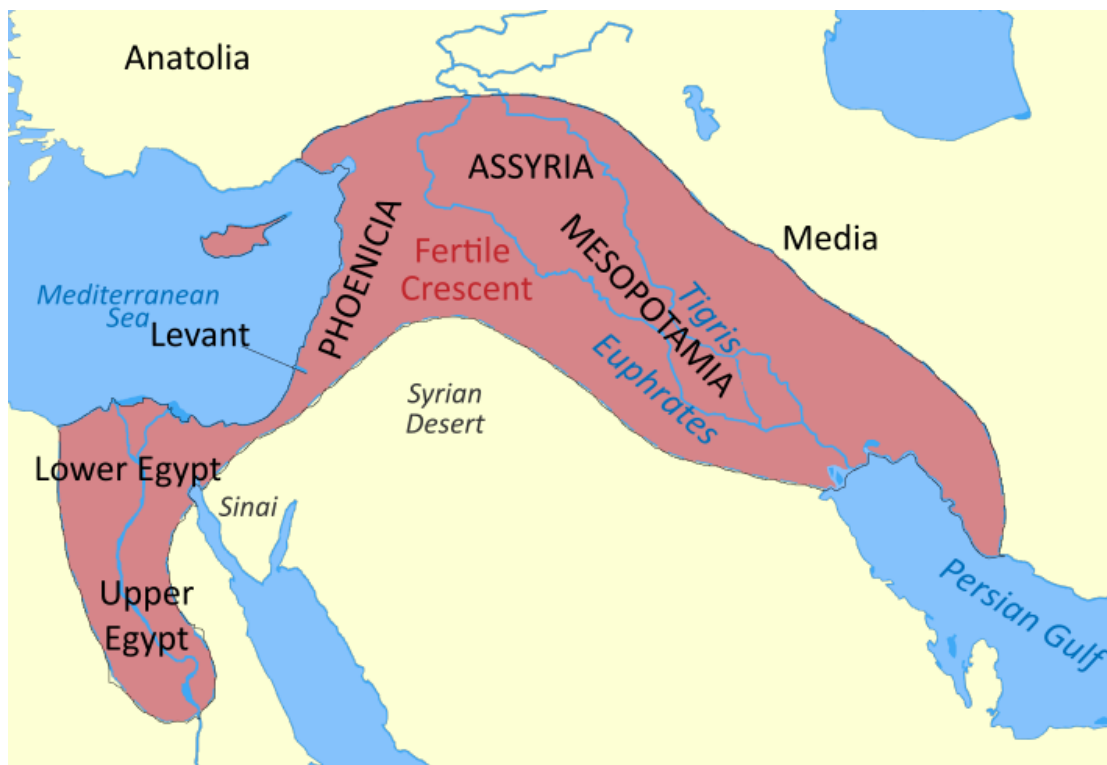 Anatolia
ASSYRIA
PHOENICIA
Fertile
Crescent
MESOPOTAMIA
Media
Mediterranean
Sea
Levant
Tigris
Euphrates
Syrian
Desert
Lower Egypt
Sinai
Upper
Egypt
Persian Gulf